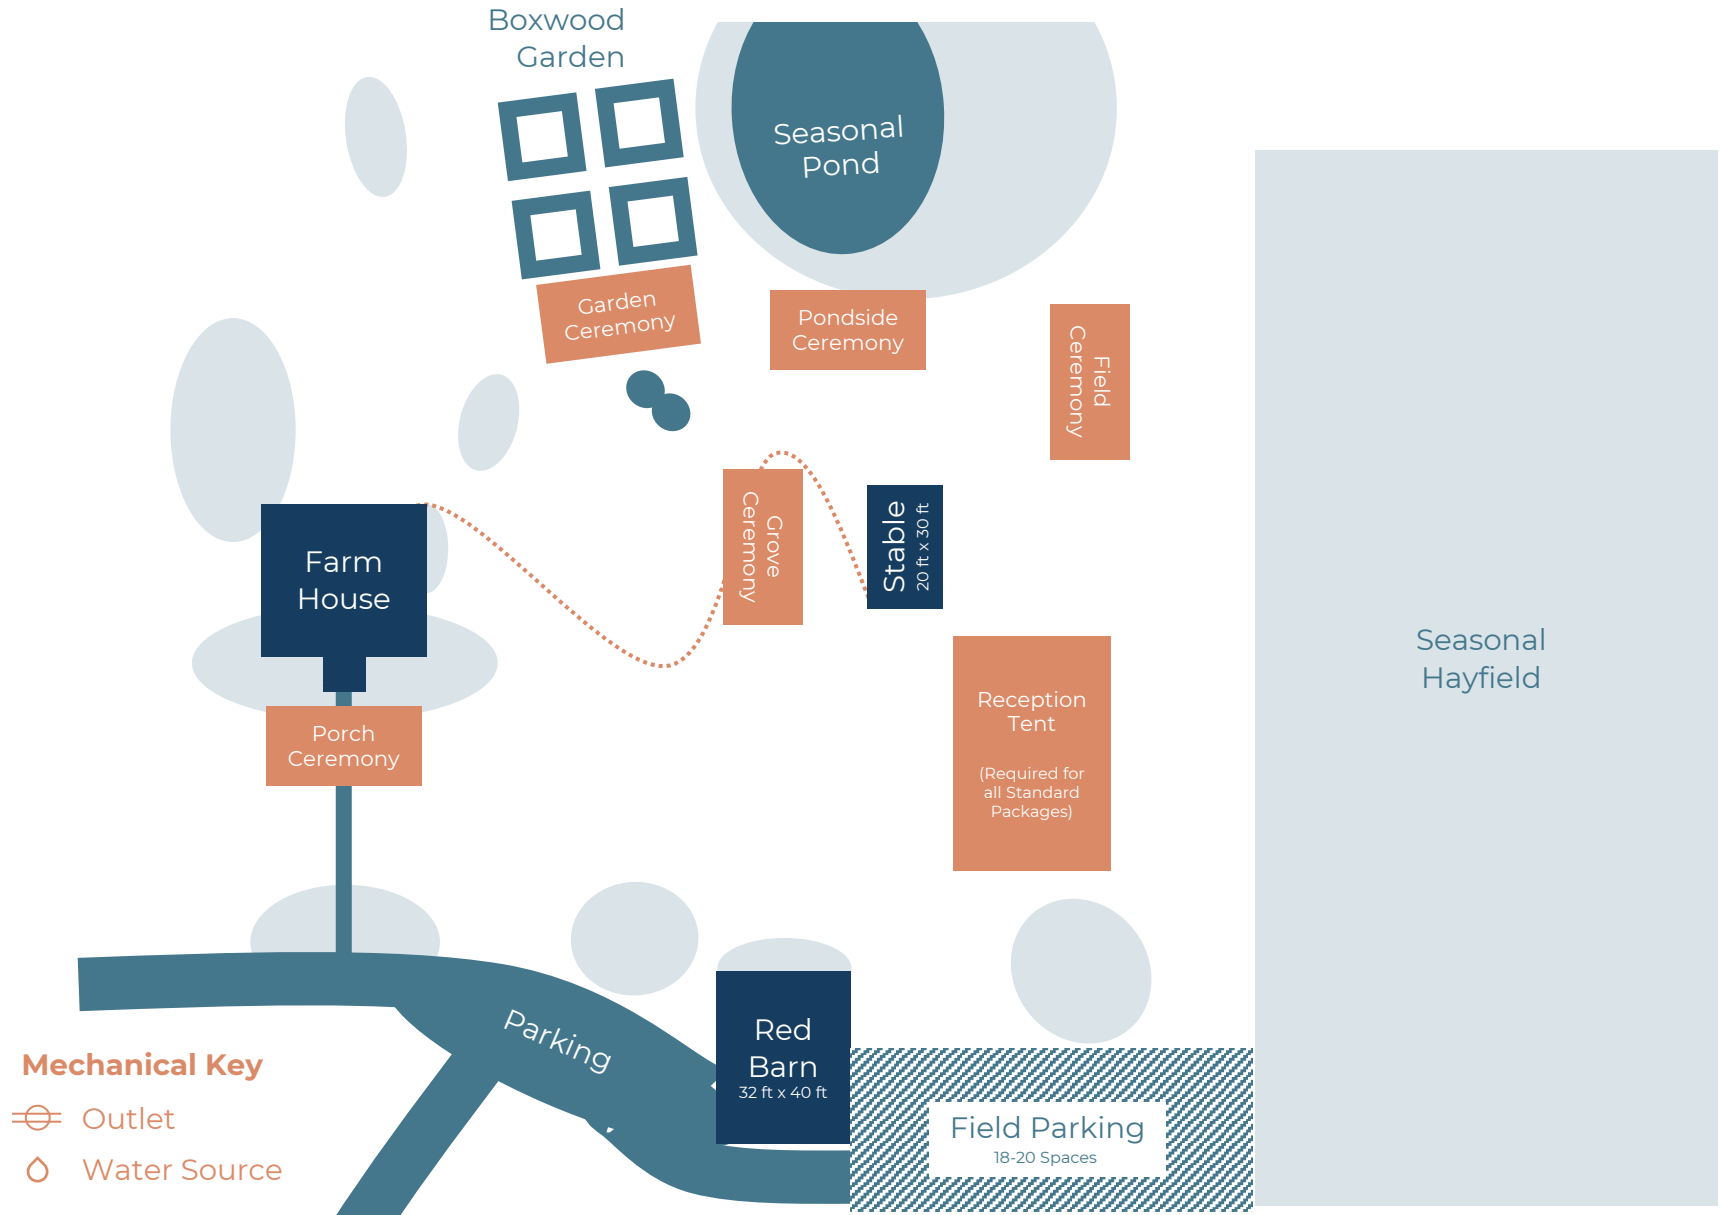 Boxwood
Garden
Seasonal
Pond
Garden
Ceremony
Pondside
Ceremony
Field
Ceremony
Grove
Ceremony
Stable
20 ft x 30 ft
Farm
House
Porch
Ceremony
Reception
Tent
(Required for
all Standard
Packages)
Seasonal
Hayfield
Parking
Red
Barn
32 ft x 40 ft
Field Parking
18-20 Spaces
Mechanical Key
Outlet
Water Source